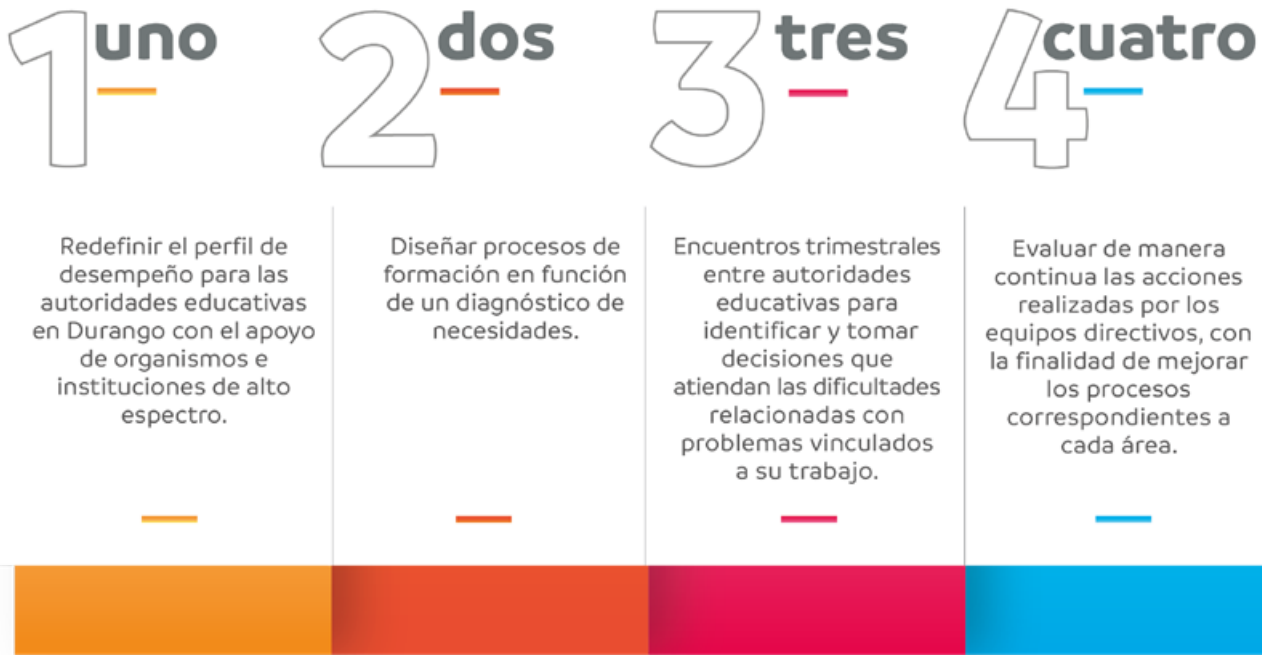 1 uno
Redefinir el perfil de
desempeño para las
autoridades educativas
en Durango con el apoyo
de organismos e
instituciones de alto
espectro.
2 dos
Diseñar procesos de
formación en función
de un diagnóstico de
necesidades.
3 tres
Encuentros trimestrales
entre autoridades
educativas para
identificar y tomar
decisiones que
atiendan las dificultades
relacionadas con
problemas vinculados
a su trabajo.
4 cuatro
Evaluar de manera
continua las acciones
realizadas por los
equipos directivos, con
la finalidad de mejorar
los procesos
correspondientes a
cada área.